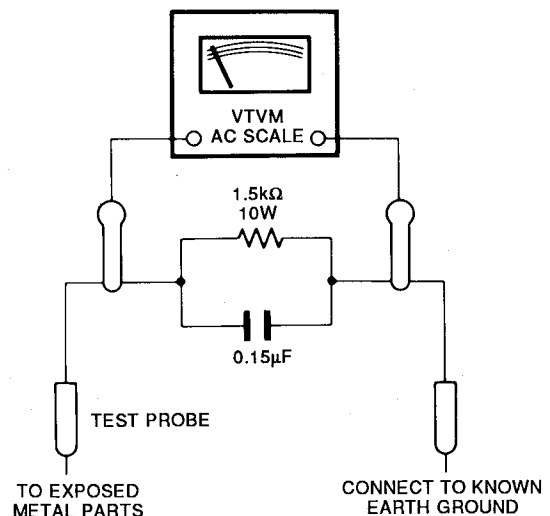 VTVM
AC SCALE
1.5kΩ
10W
0.15µF
TEST PROBE
TO EXPOSED
METAL PARTS
CONNECT TO KNOWN
EARTH GROUND